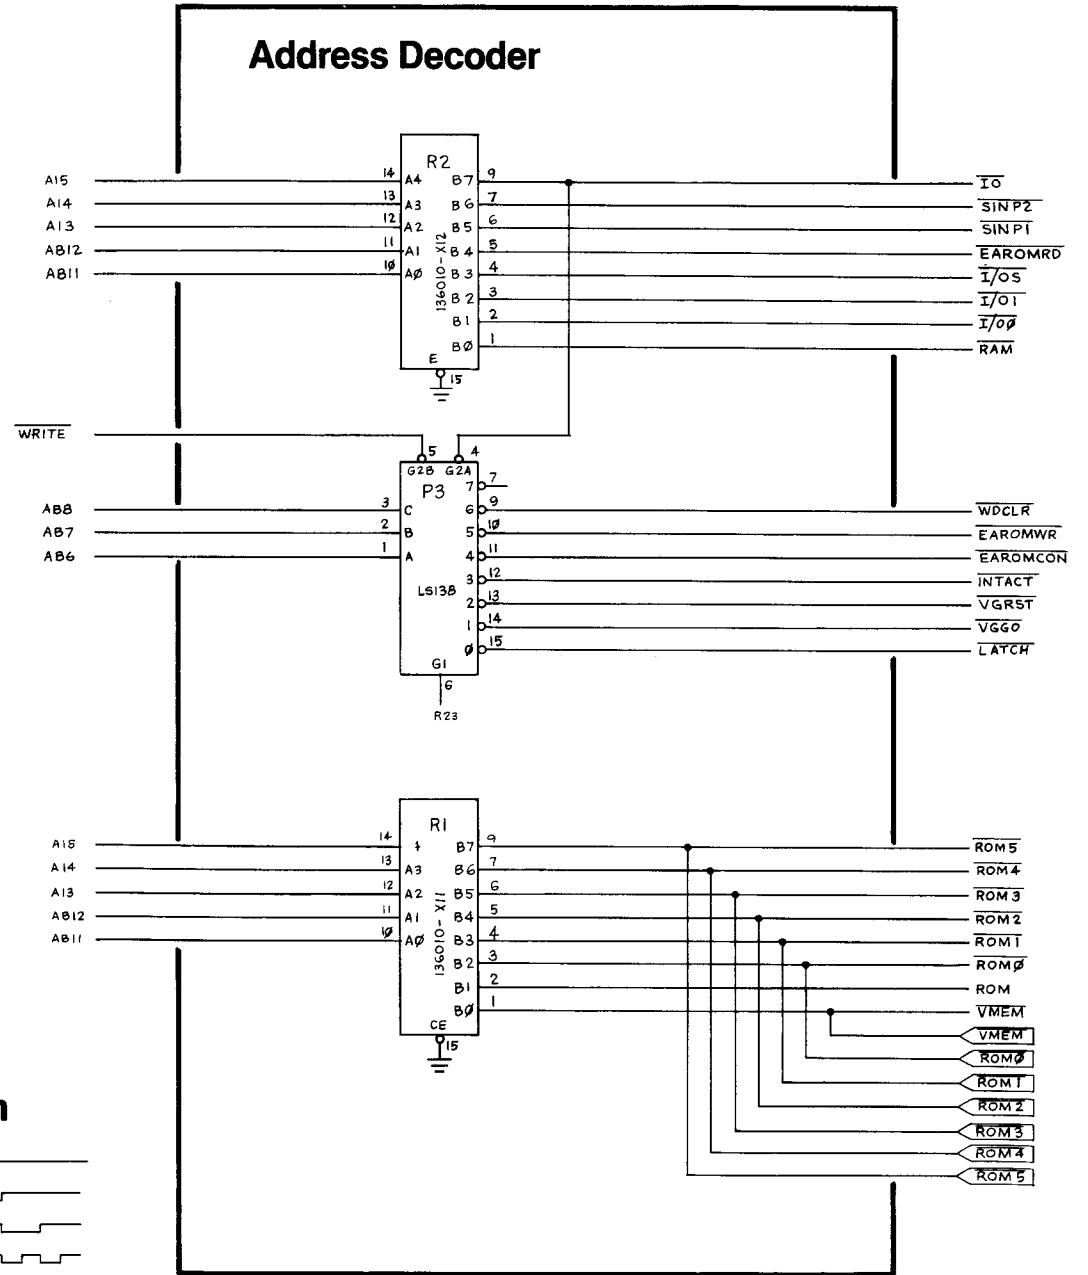 Address Decoder
R2
A15 14 A4 B7 9 IO
A14 13 A3 B6 7 SINP2
A13 12 A2 B5 6 SINP1
AB12 11 A1 B4 5 EAROMRD
AB11 10 A0 B3 4 I/OS
B2 3 I/O1
B1 2 I/O0
B0 1 RAM
136010-X12
E
15
WRITE 5 4
G2B G2A
P3 7 7
AB8 3 C 6 9 WDCLR
AB7 2 B 5 10 EAROMWR
AB6 1 A 4 11 EAROMCON
3 12 INTACT
LS138
2 13 VGRST
1 14 VGGO
0 15 LATCH
G1
6
R23
R1
A15 14 B7 9 ROM5
A14 13 A3 B6 7 ROM4
A13 12 A2 B5 6 ROM3
AB12 11 A1 B4 5 ROM2
AB11 10 A0 B3 4 ROM1
B2 3 ROM0
B1 2 ROM
B0 1 VMEM
136010-X11
CE
15
VMEM
ROM0
ROM1
ROM2
ROM3
ROM4
ROM5